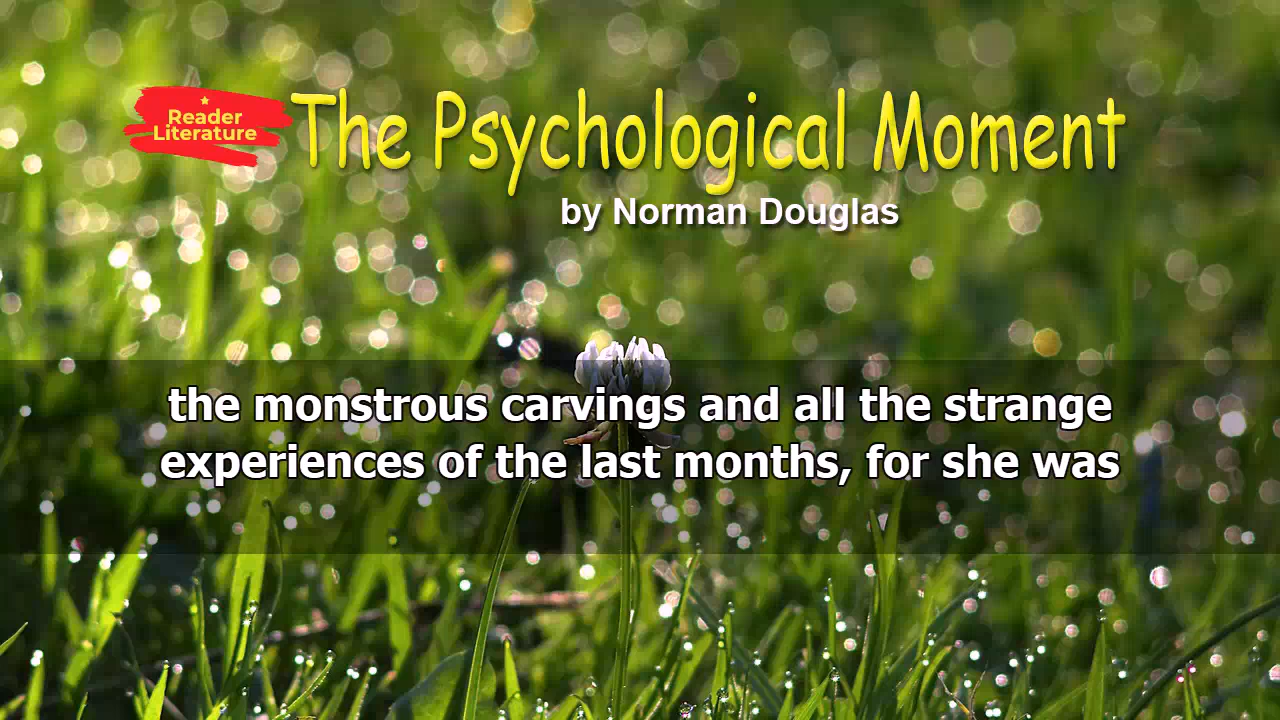 Reader
Literature
The Psychological Moment
by Norman Douglas
the monstrous carvings and all the strange
experiences of the last months, for she was